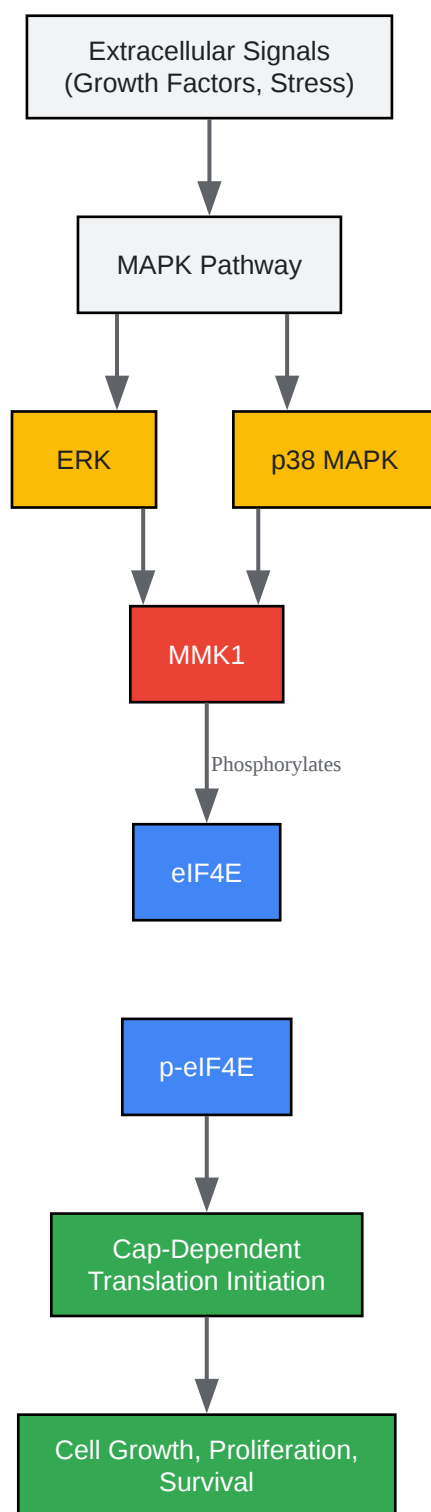 Extracellular Signals
(Growth Factors, Stress)
MAPK Pathway
ERK
p38 MAPK
MMK1
Phosphorylates
eIF4E
p-eIF4E
Cap-Dependent
Translation Initiation
Cell Growth, Proliferation,
Survival